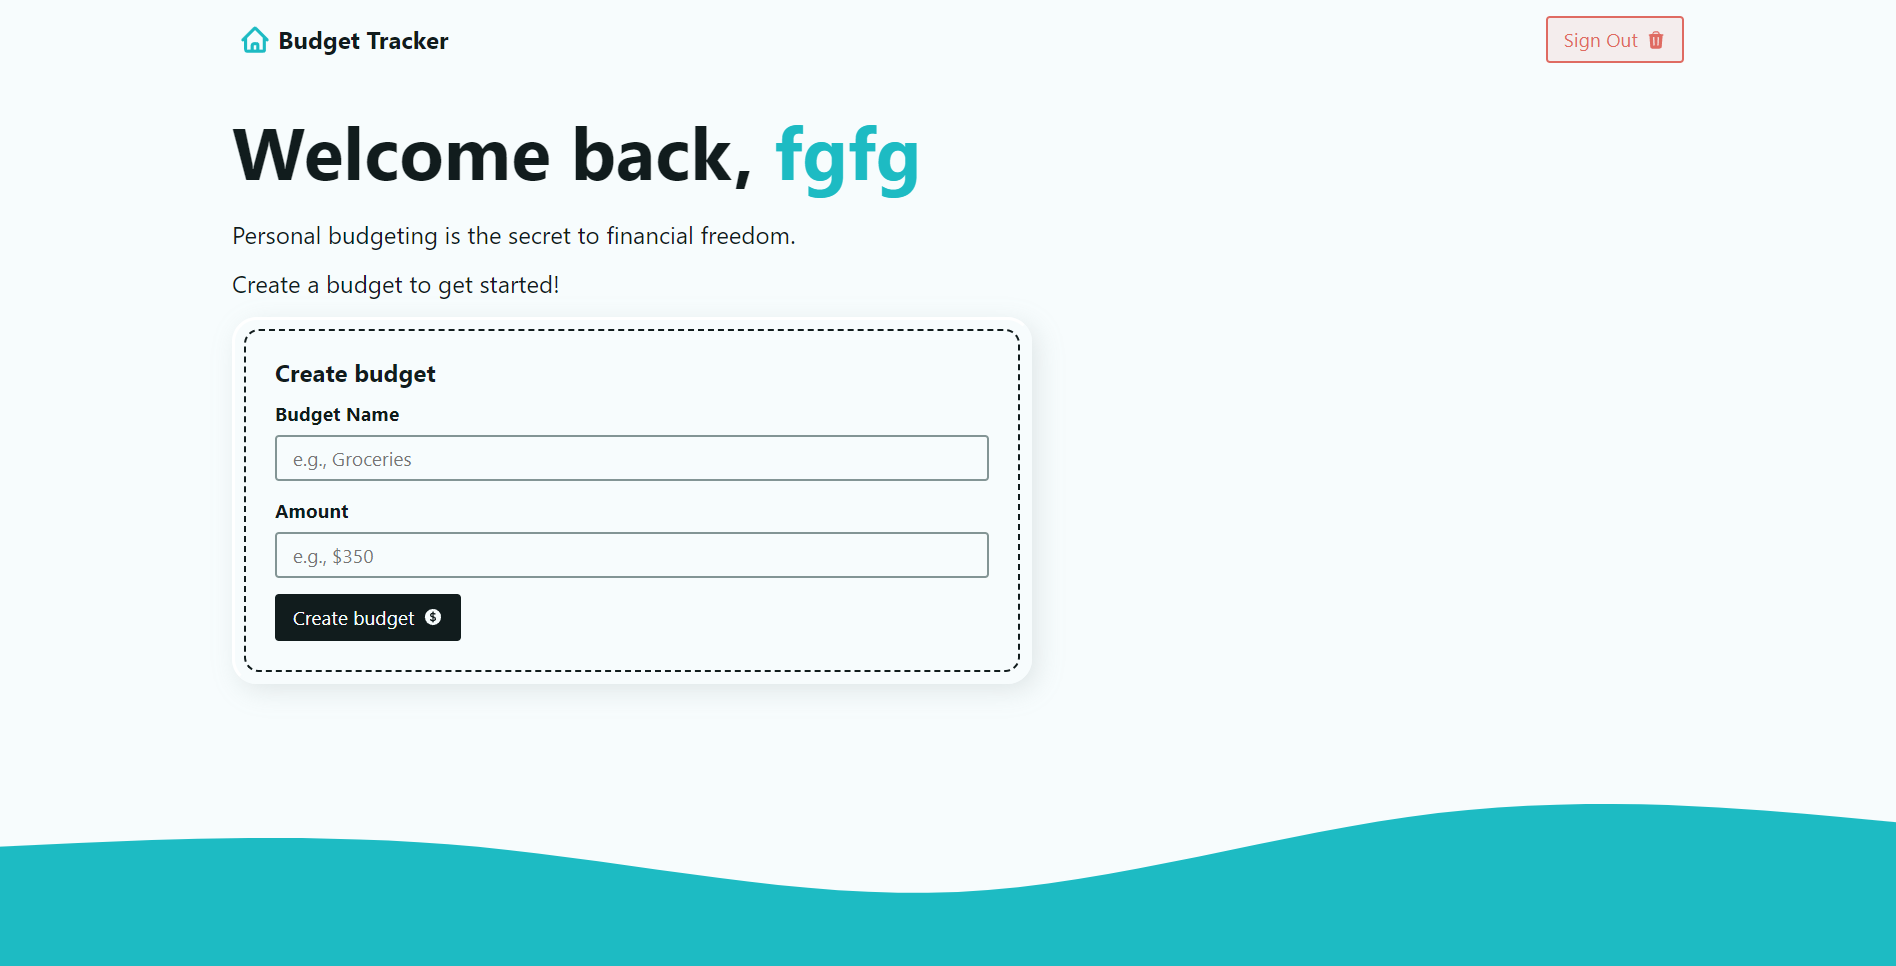 Budget Tracker
Sign Out
Welcome back, fgfg
Personal budgeting is the secret to financial freedom.
Create a budget to get started!
Create budget
Budget Name
e.g., Groceries
Amount
e.g., $350
Create budget $